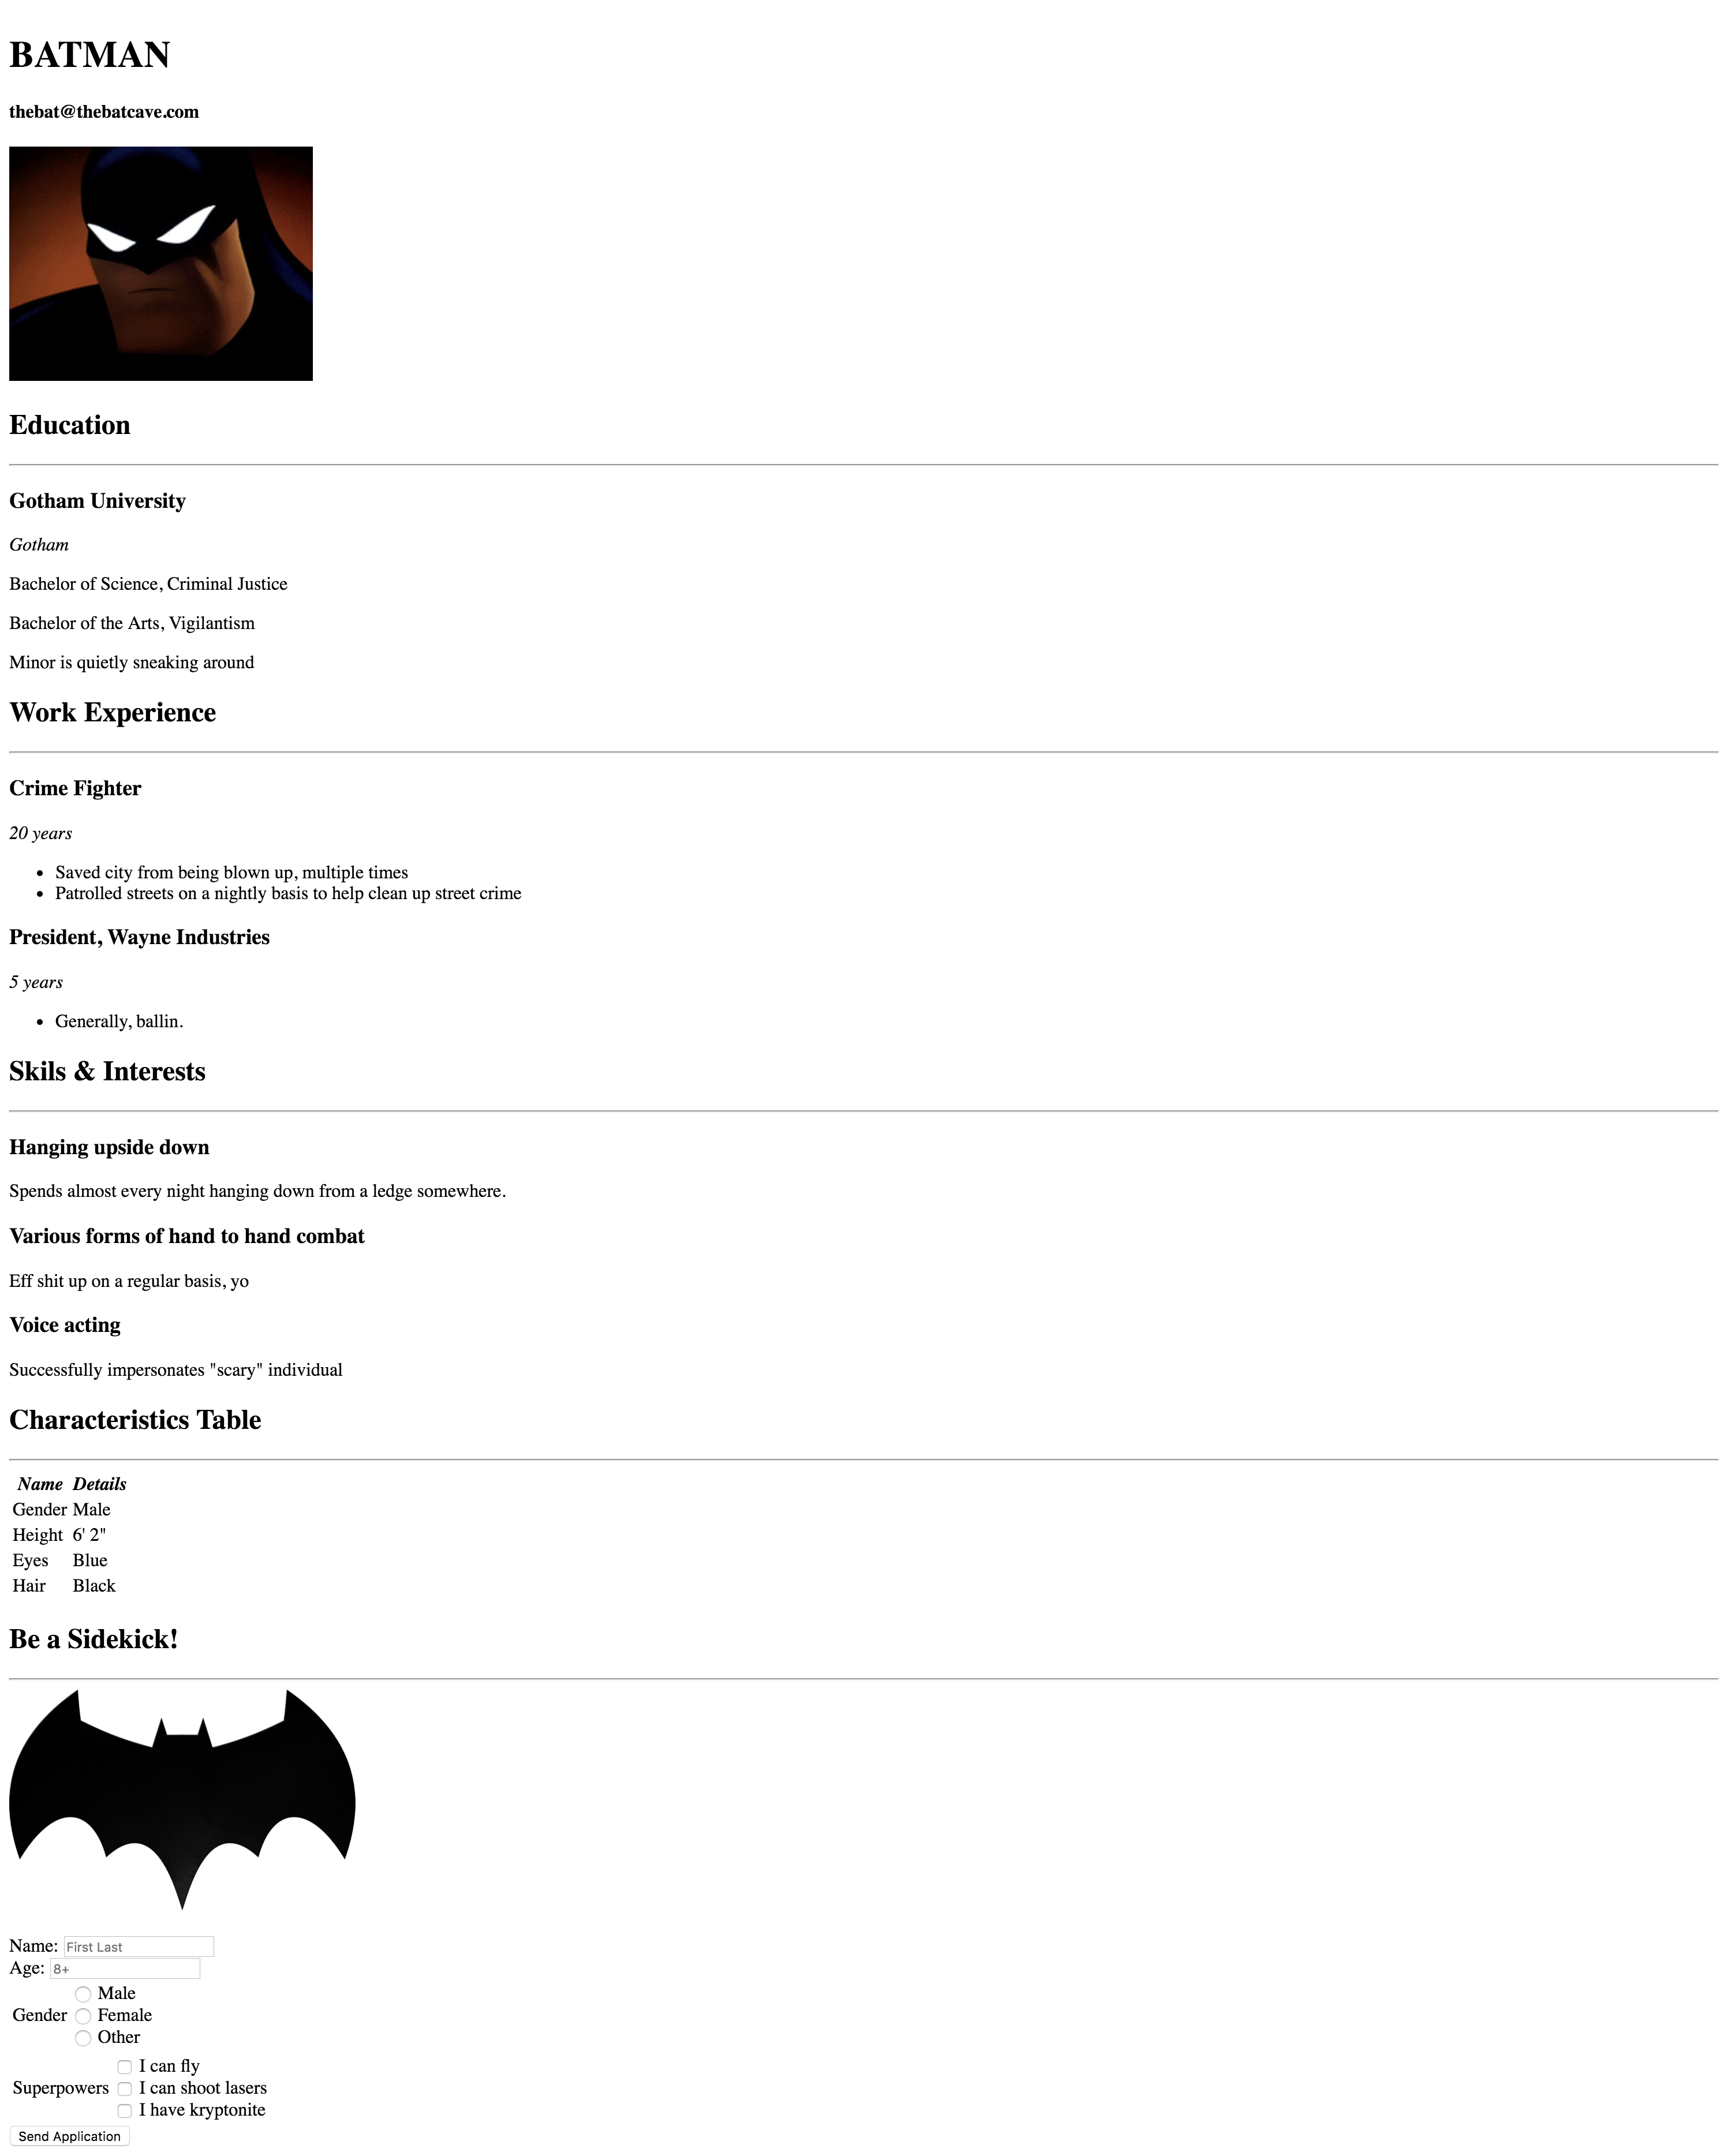 BATMAN
thebat@thebatcave.com
Education
Gotham University
Gotham
Bachelor of Science, Criminal Justice
Bachelor of the Arts, Vigilantism
Minor is quietly sneaking around
Work Experience
Crime Fighter
20 years
• Saved city from being blown up, multiple times
• Patrolled streets on a nightly basis to help clean up street crime
President, Wayne Industries
5 years
• Generally, ballin.
Skils & Interests
Hanging upside down
Spends almost every night hanging down from a ledge somewhere.
Various forms of hand to hand combat
Eff shit up on a regular basis, yo
Voice acting
Successfully impersonates "scary" individual
Characteristics Table
Name Details
Gender Male
Height 6' 2"
Eyes Blue
Hair Black
Be a Sidekick!
Name: First Last
Age: 8+
Male
Gender Female
Other
I can fly
Superpowers I can shoot lasers
I have kryptonite
Send Application